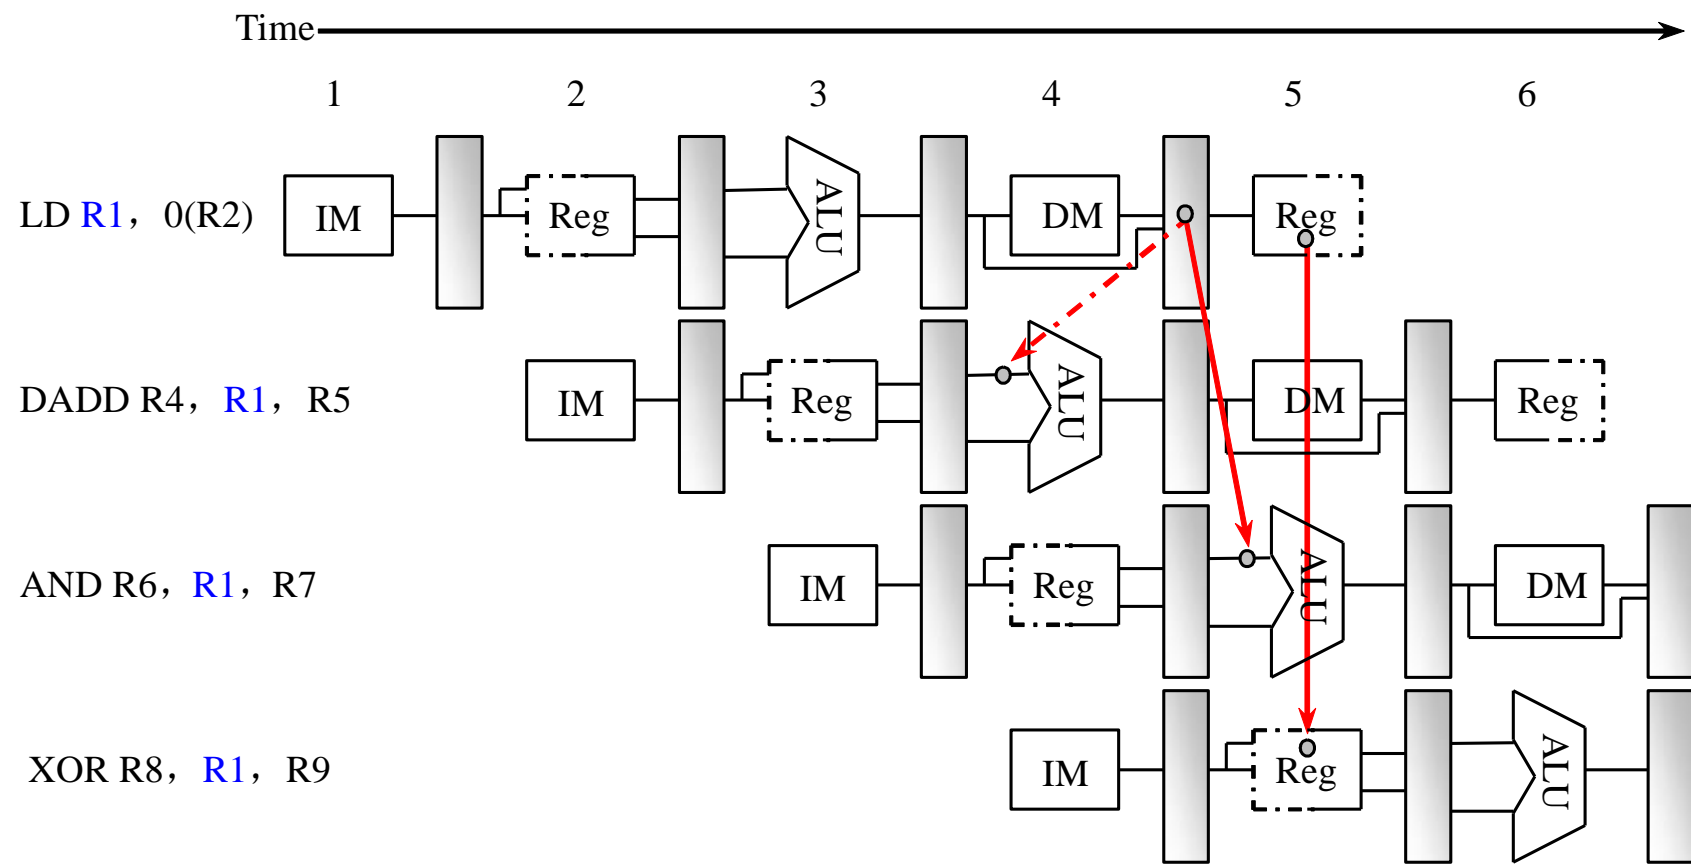 Time
1 2 3 4 5 6
LD R1，0(R2) IM Reg ALU DM Reg
DADD R4，R1，R5 IM Reg ALU DM Reg
AND R6，R1，R7 IM Reg ALU DM
XOR R8，R1，R9 IM Reg ALU